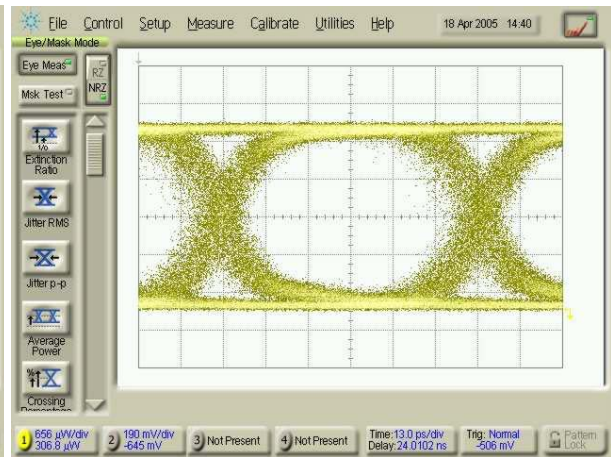 File Control Setup Measure Calibrate Utilities Help 18 Apr 2005 14:40
Eye/Mask Mode
Eye Meas
RZ
NRZ
Msk Test
1/0
Extinction
Ratio
Jitter RMS
Jitter p-p
Average
Power
%
Crossing
Percentage
1) 656 µW/div
306.8 µW
2) 190 mV/div
-645 mV
3) Not Present
4) Not Present
Time:13.0 ps/div
Delay:24.0102 ns
Trig: Normal
-506 mV
Pattern
Lock